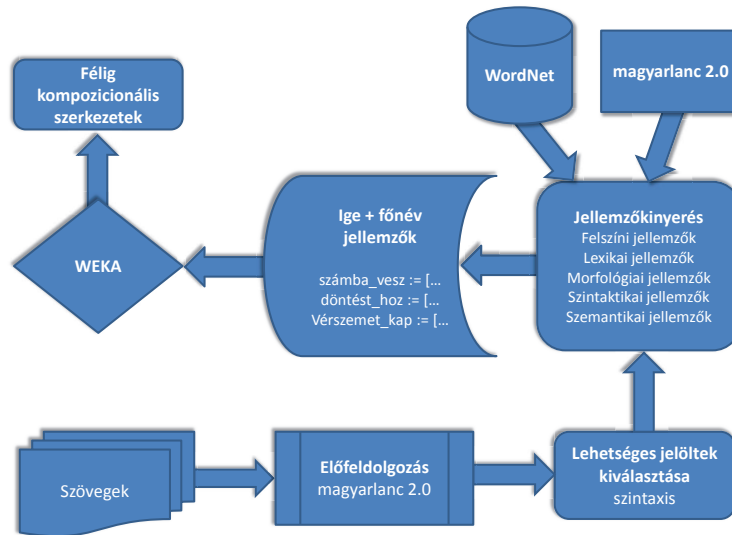 Félig
kompozicionális
szerkezetek
WordNet
magyarlanc 2.0
WEKA
Ige + főnév
jellemzők
számba_vesz := [...
döntést_hoz := [...
Vérszemet_kap := [...
Jellemzőkinyerés
Felszíni jellemzők
Lexikai jellemzők
Morfológiai jellemzők
Szintaktikai jellemzők
Szemantikai jellemzők
Szövegek
Előfeldolgozás
magyarlanc 2.0
Lehetséges jelöltek
kiválasztása
szintaxis